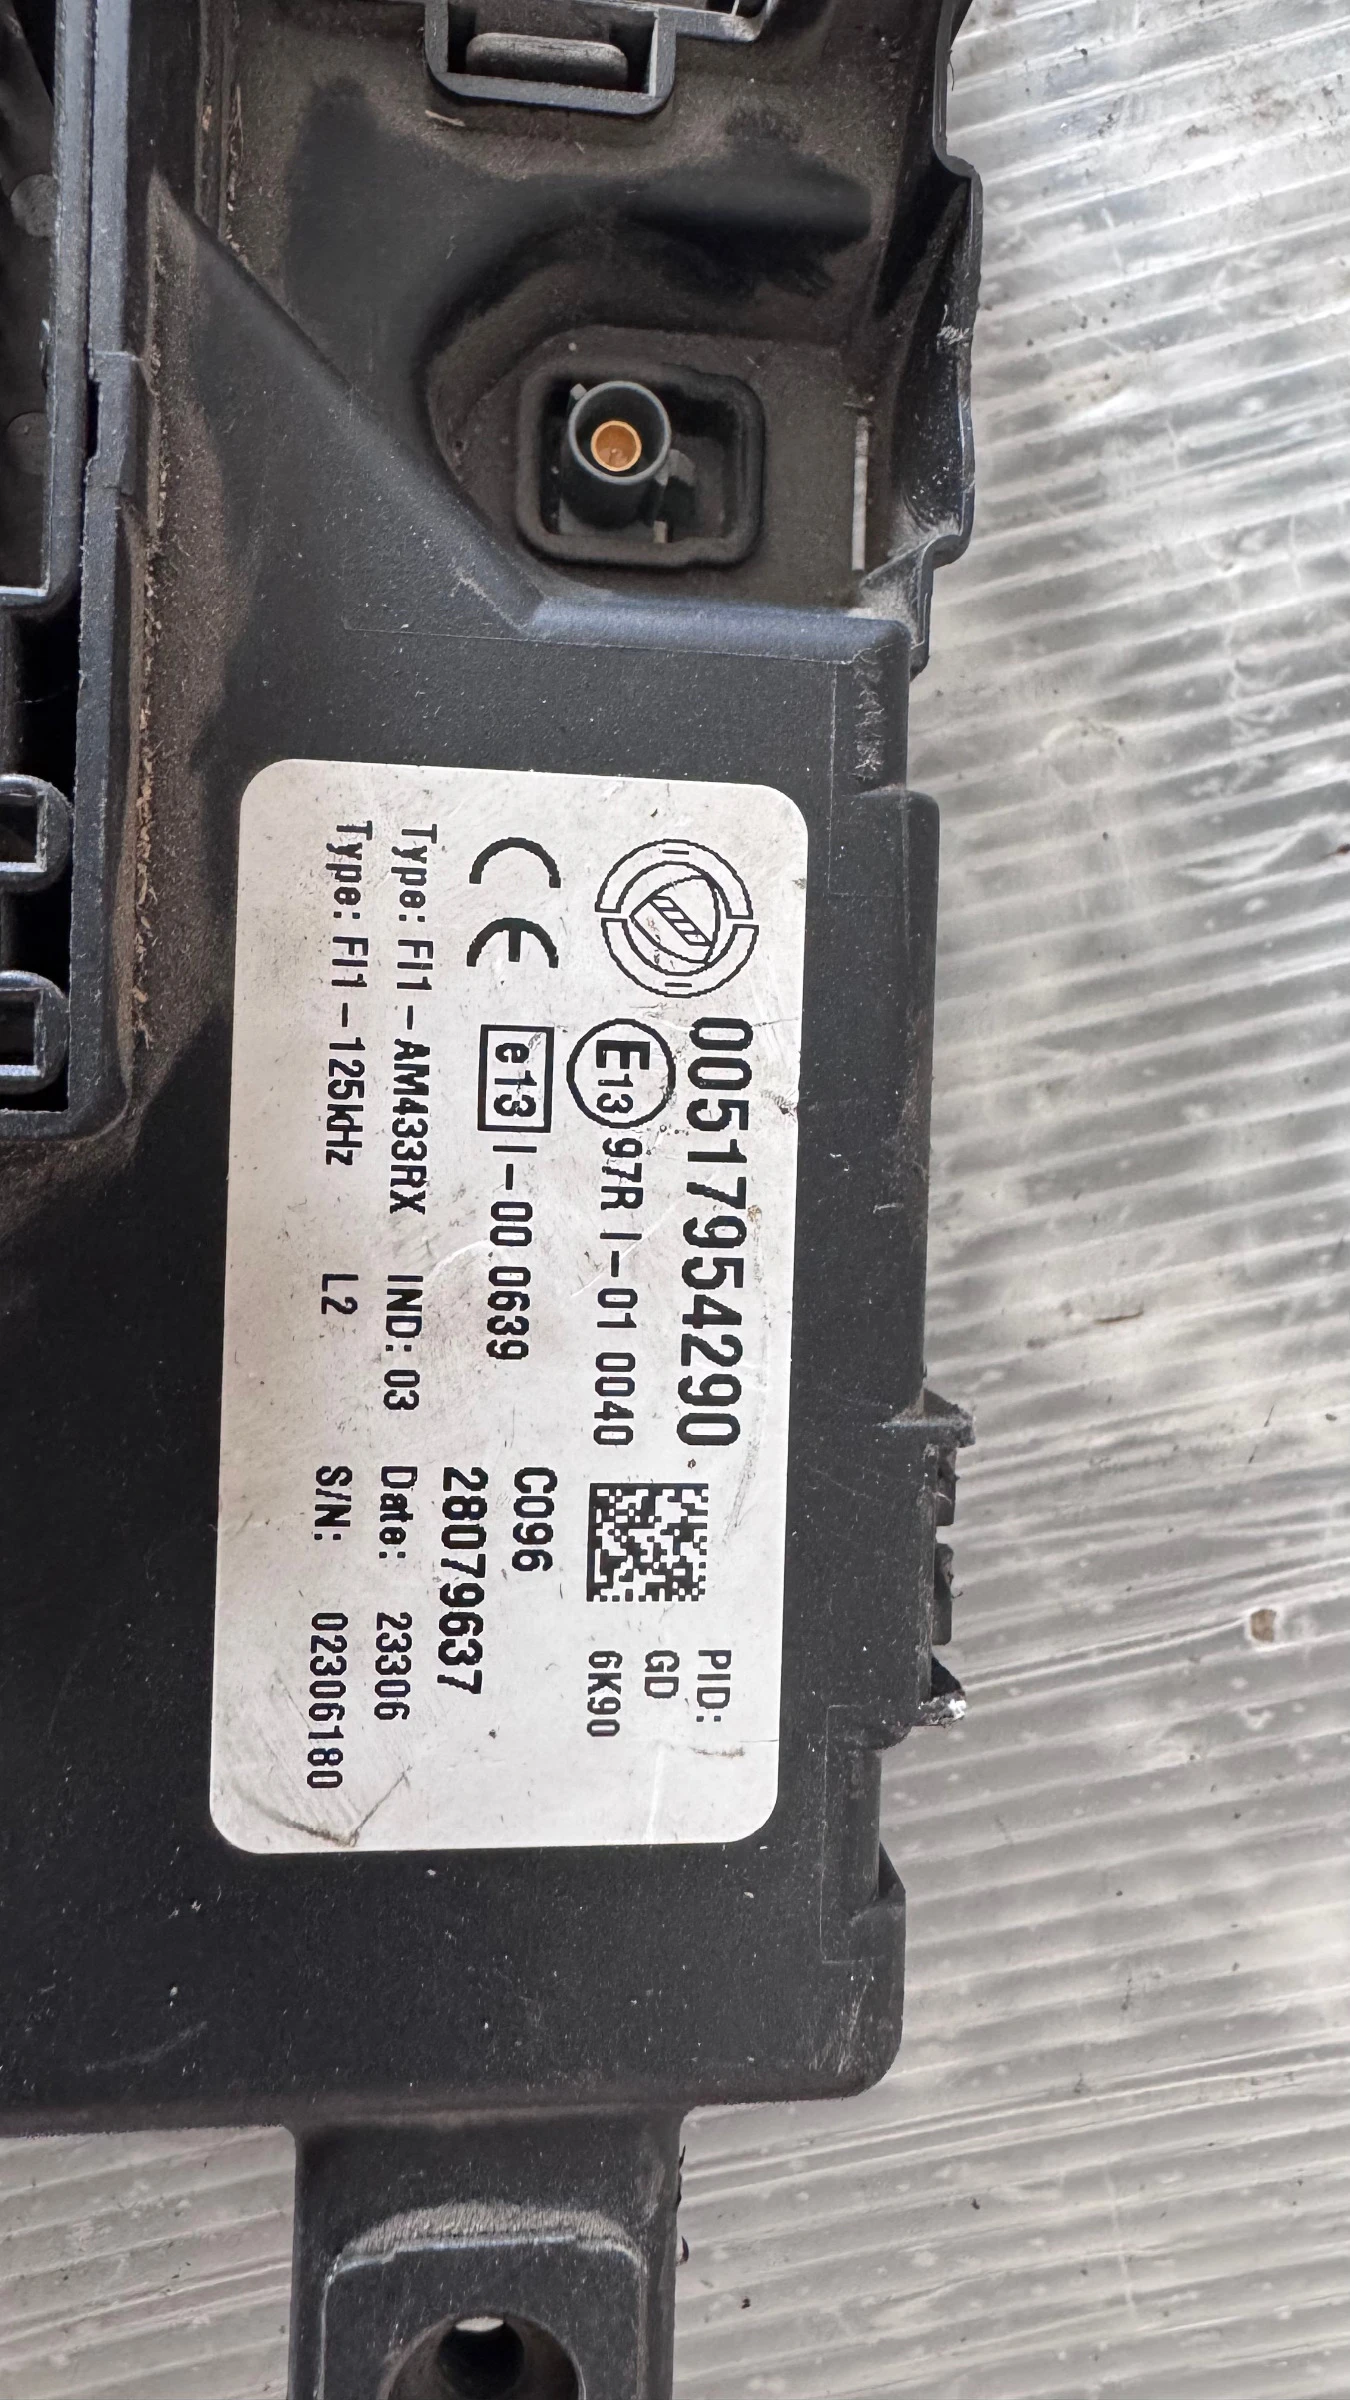 00517954290
E13 97R I-01 0040
PID:
GD
6K90
CE e13 I-00 0639
C096
28079637
Type: FI1-AM433RX IND: 03 Date: 23306
Type: FI1-125kHz L2 S/N: 02306180